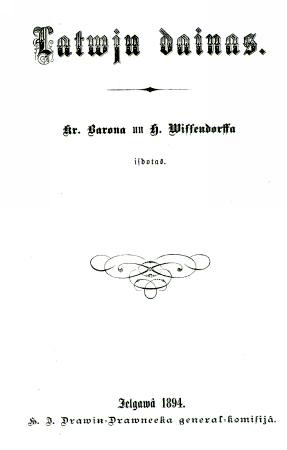 Latwju dainas.
Kr. Barona un H. Wissendorffa
isdotas.
Jelgawâ 1894.
H. J. Drawin-Drawneeka general-komisijâ.